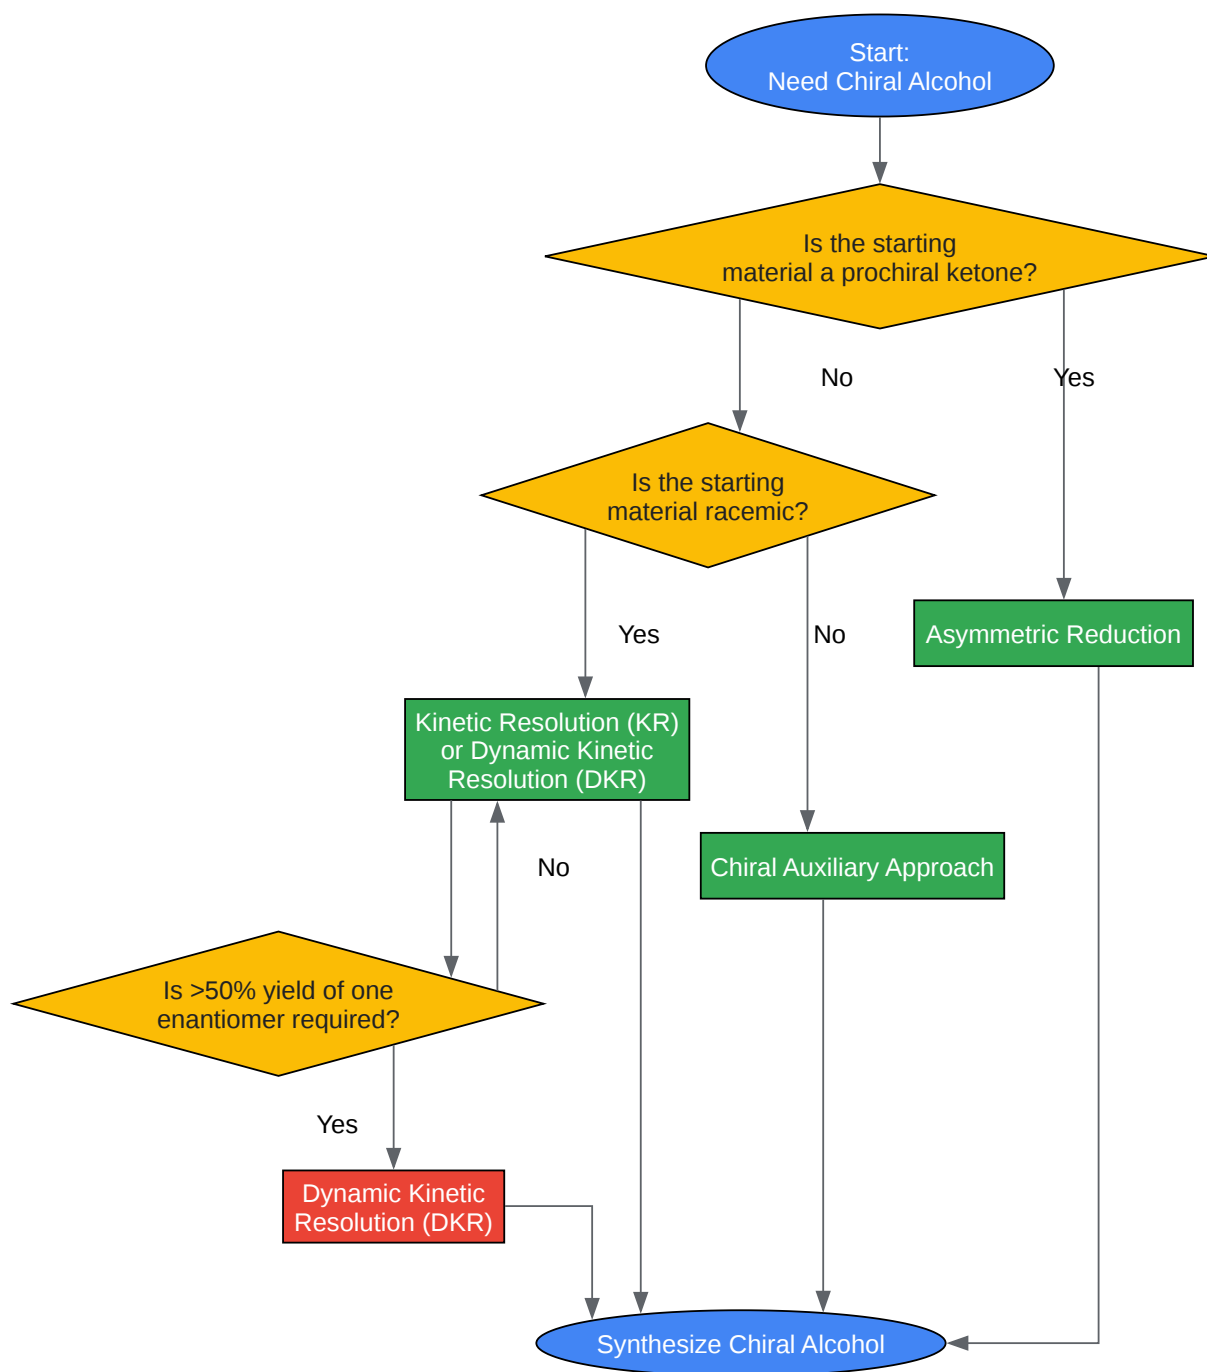 Start:
Need Chiral Alcohol
Is the starting
material a prochiral ketone?
No
Yes
Is the starting
material racemic?
Yes
No
Asymmetric Reduction
Kinetic Resolution (KR)
or Dynamic Kinetic
Resolution (DKR)
No
Chiral Auxiliary Approach
Is >50% yield of one
enantiomer required?
Yes
Dynamic Kinetic
Resolution (DKR)
Synthesize Chiral Alcohol